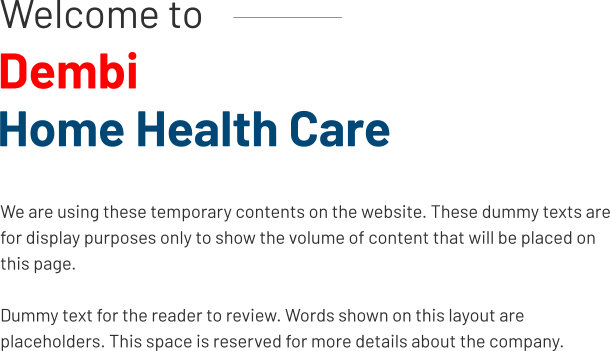 Welcome to
Dembi
Home Health Care
We are using these temporary contents on the website. These dummy texts are
for display purposes only to show the volume of content that will be placed on
this page.
Dummy text for the reader to review. Words shown on this layout are
placeholders. This space is reserved for more details about the company.